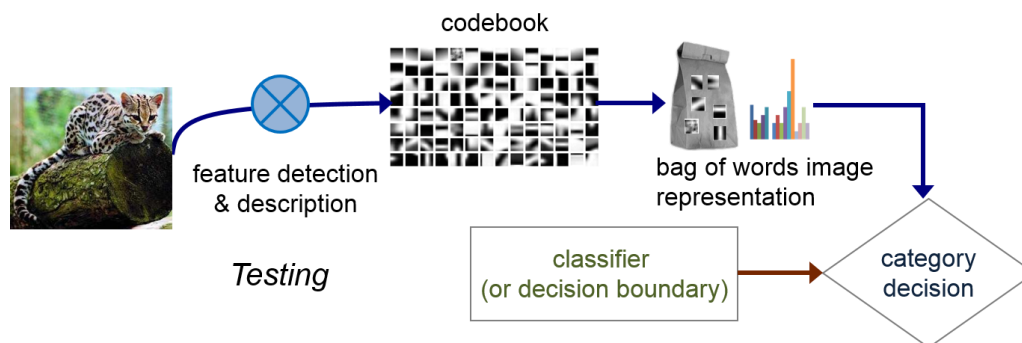 codebook
feature detection
& description
bag of words image
representation
Testing
classifier
(or decision boundary)
category
decision